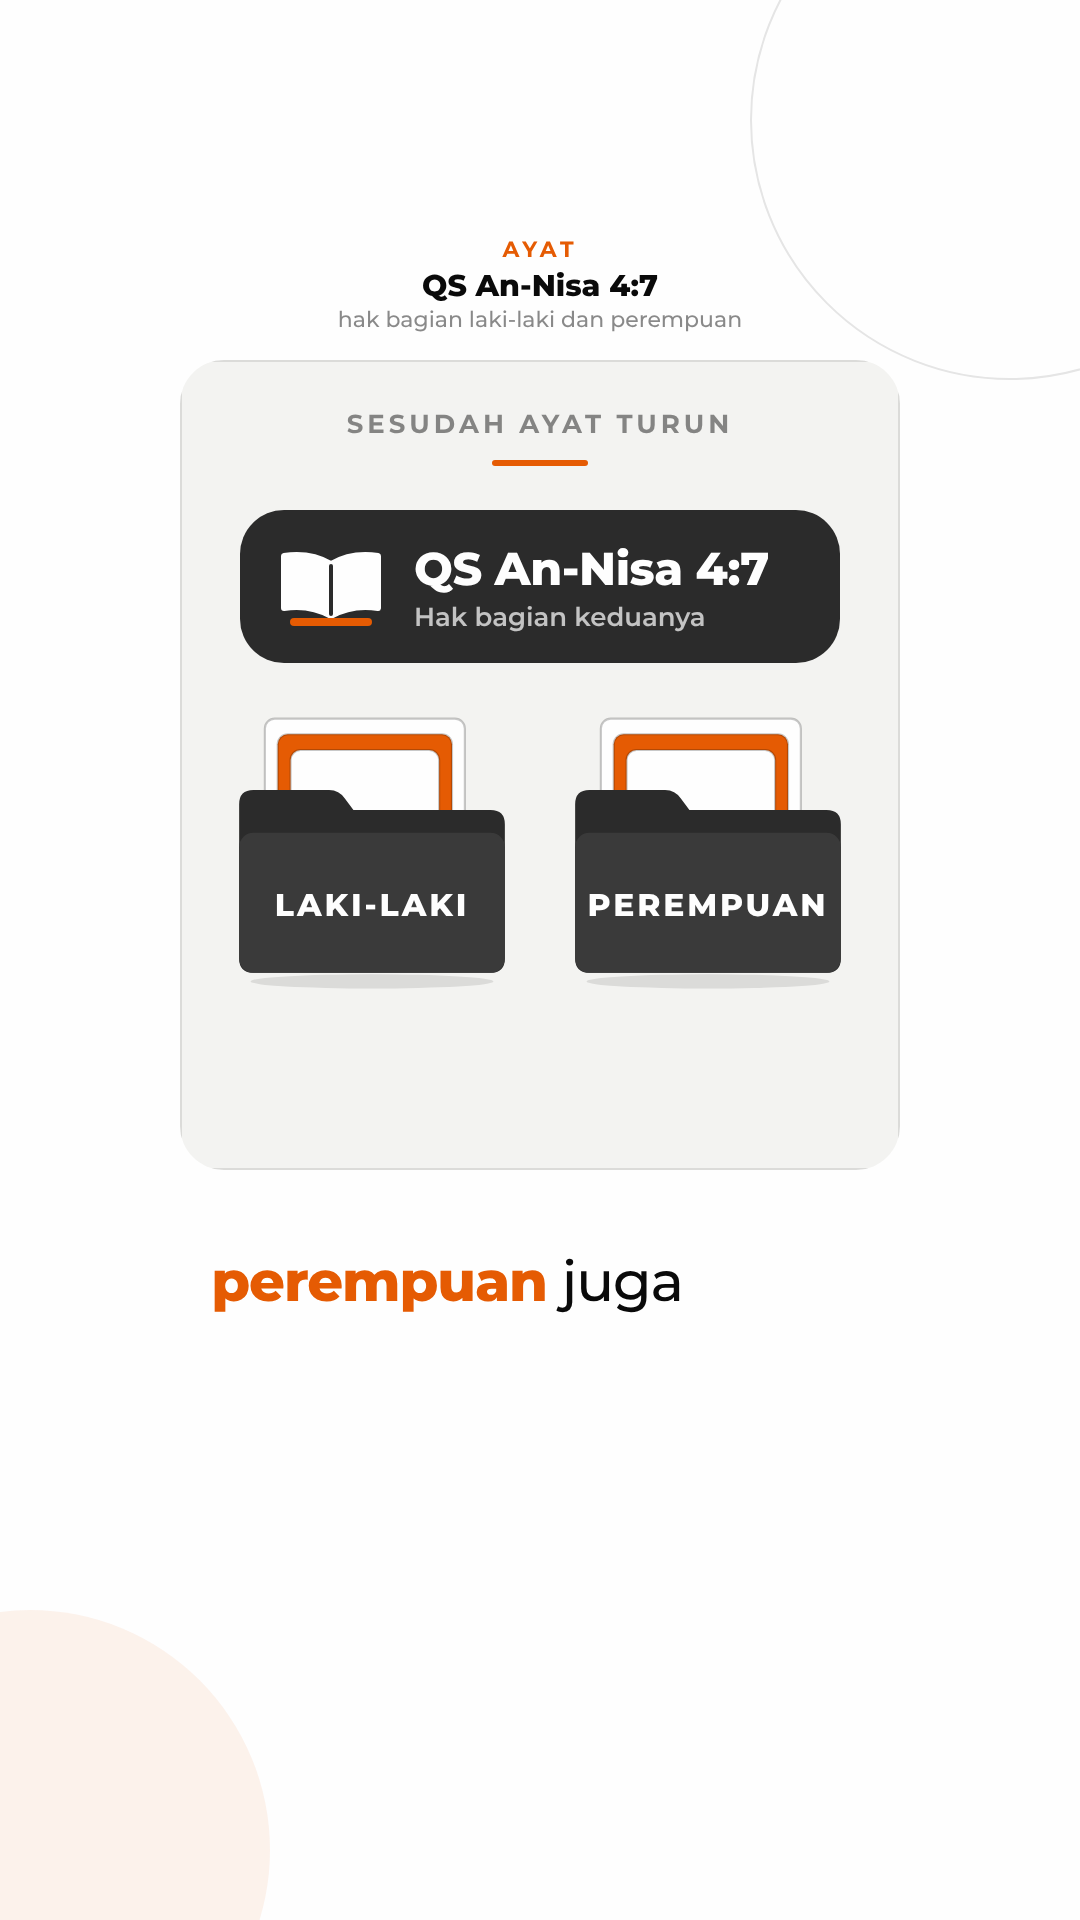 AYAT
QS An-Nisa 4:7
hak bagian laki-laki dan perempuan
SESUDAH AYAT TURUN
QS An-Nisa 4:7
Hak bagian keduanya
LAKI-LAKI
PEREMPUAN
perempuan juga